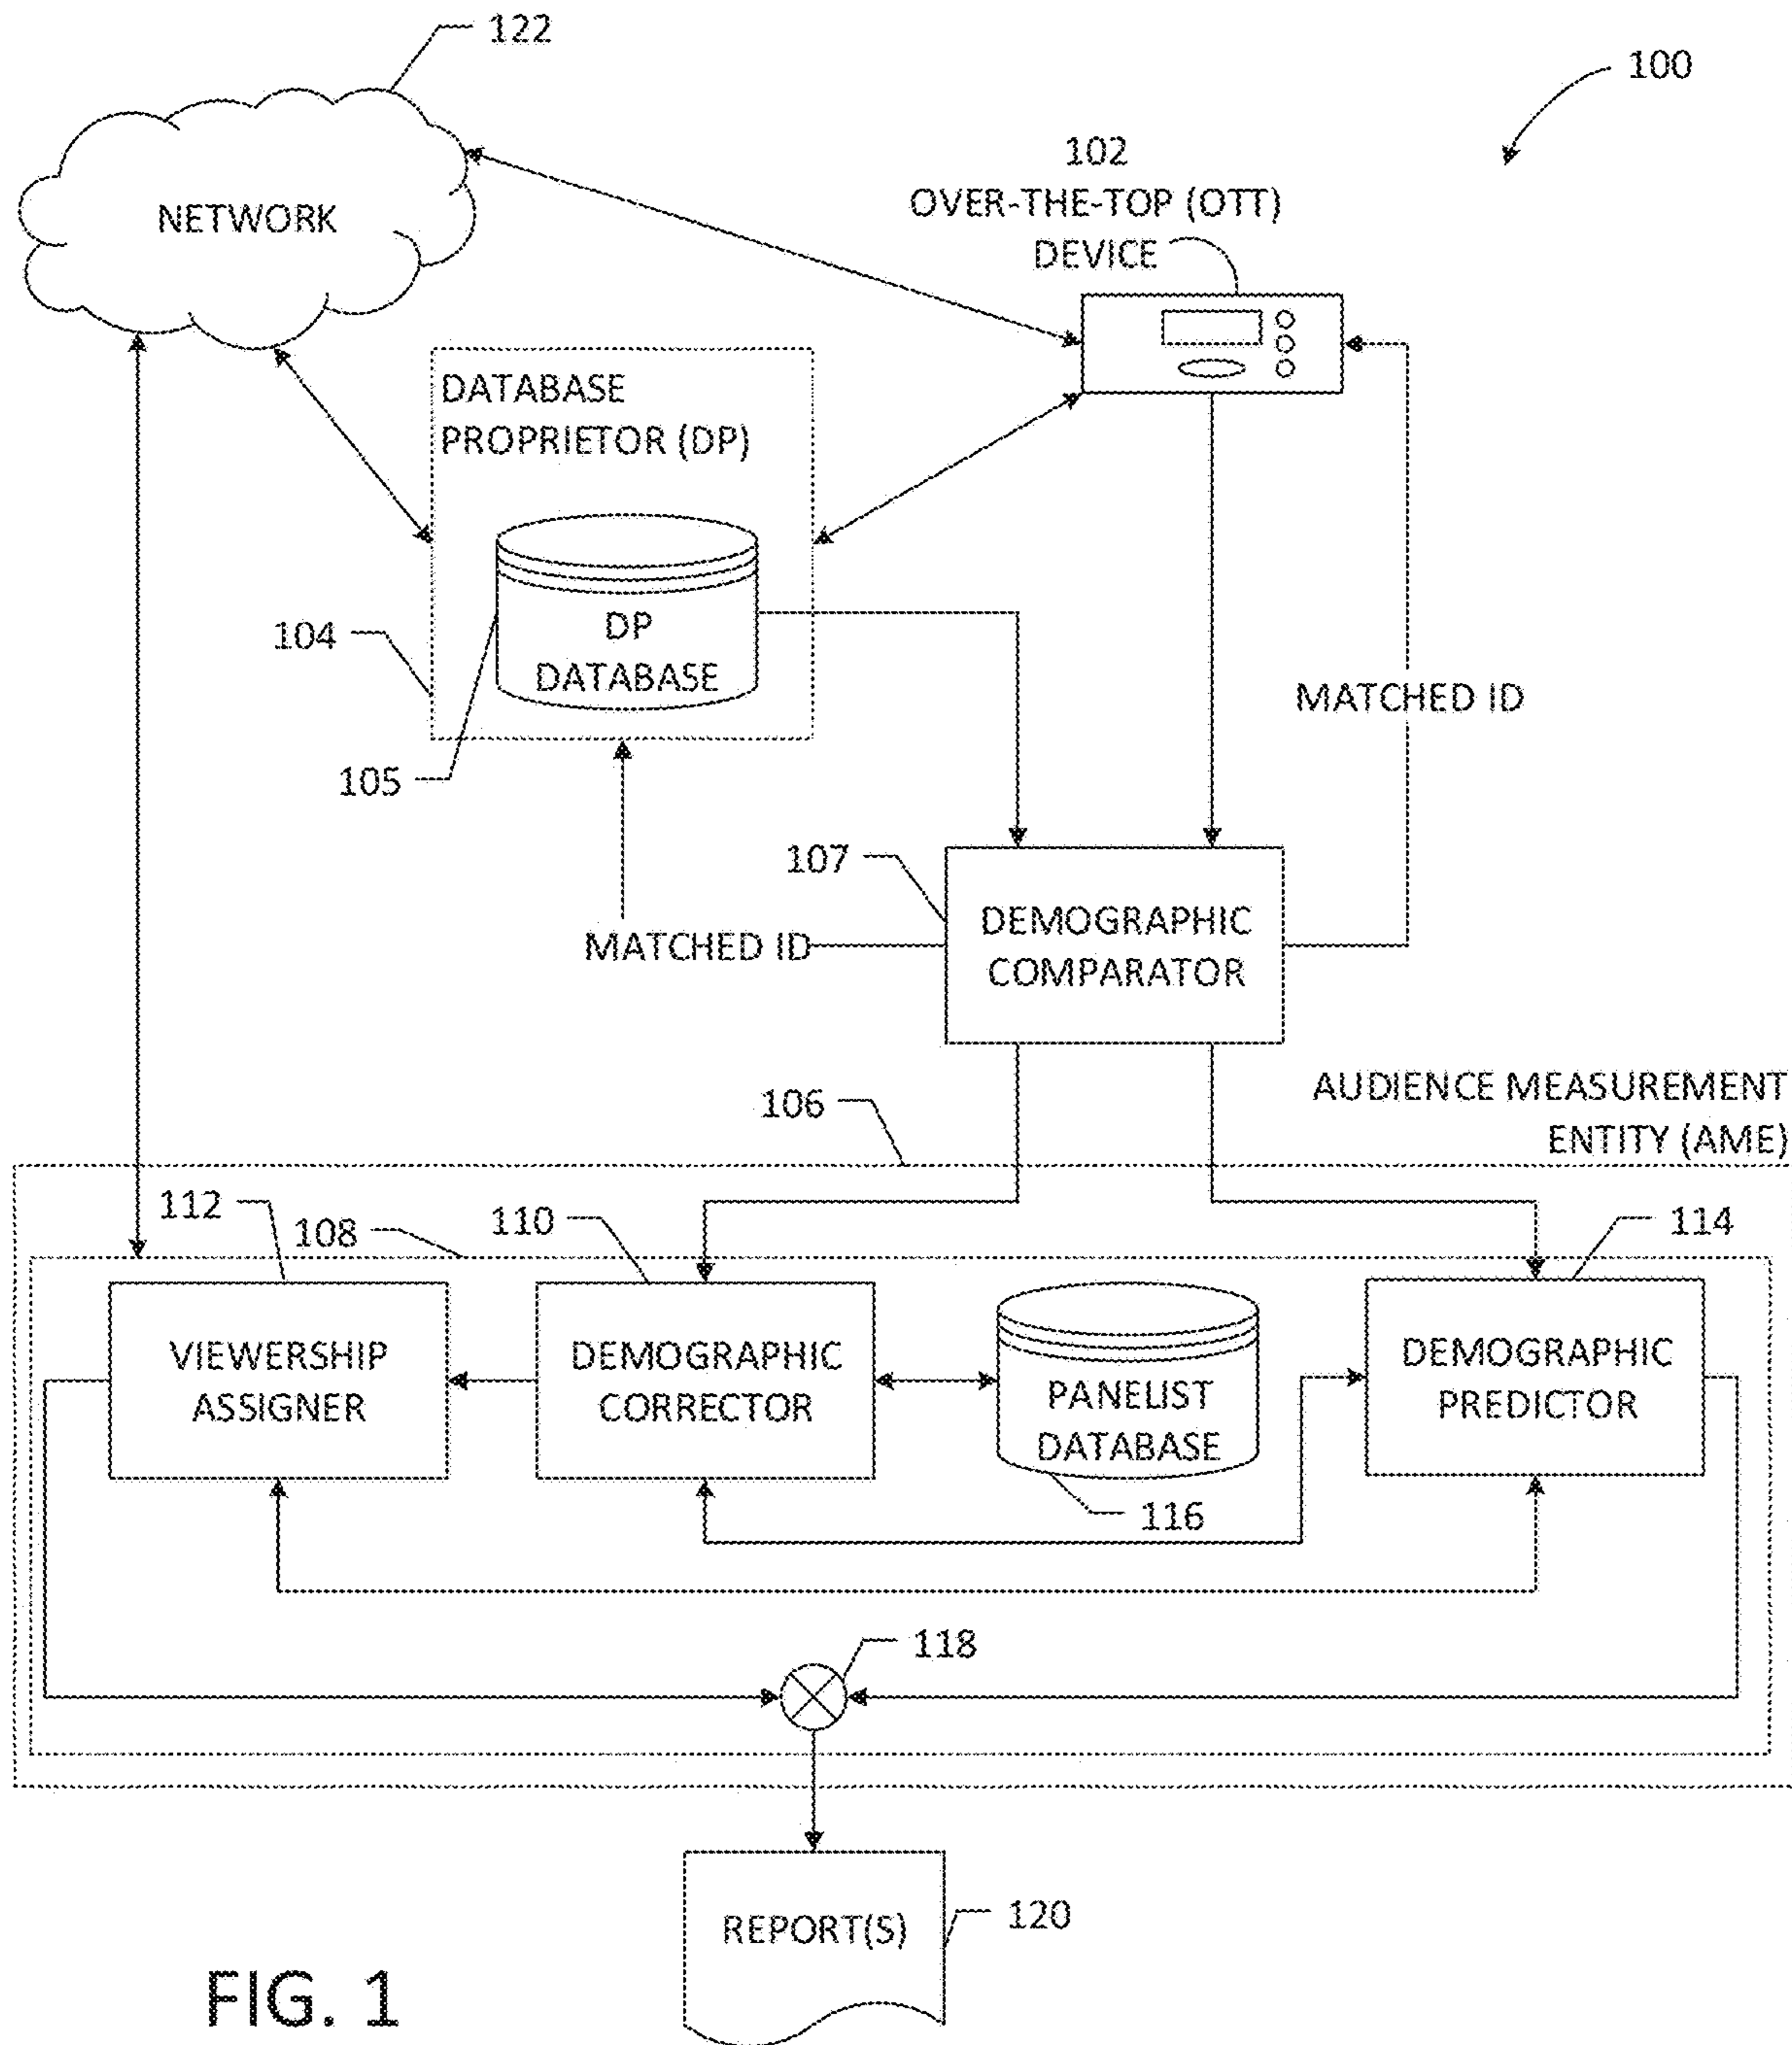 122
100
NETWORK
102
OVER-THE-TOP (OTT)
DEVICE
DATABASE
PROPRIETOR (DP)
DP
DATABASE
104
105
MATCHED ID
107
DEMOGRAPHIC
COMPARATOR
MATCHED ID
AUDIENCE MEASUREMENT
ENTITY (AME)
106
112
108
110
114
VIEWERSHIP
ASSIGNER
DEMOGRAPHIC
CORRECTOR
PANELIST
DATABASE
DEMOGRAPHIC
PREDICTOR
116
118
REPORT(S)
120
FIG. 1